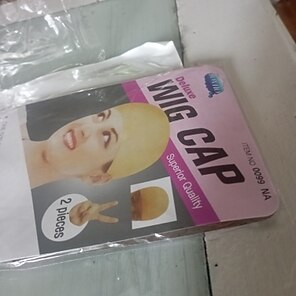 Deluxe
WIG CAP
Superior Quality
ITEM NO. 0099 NA
2 pieces